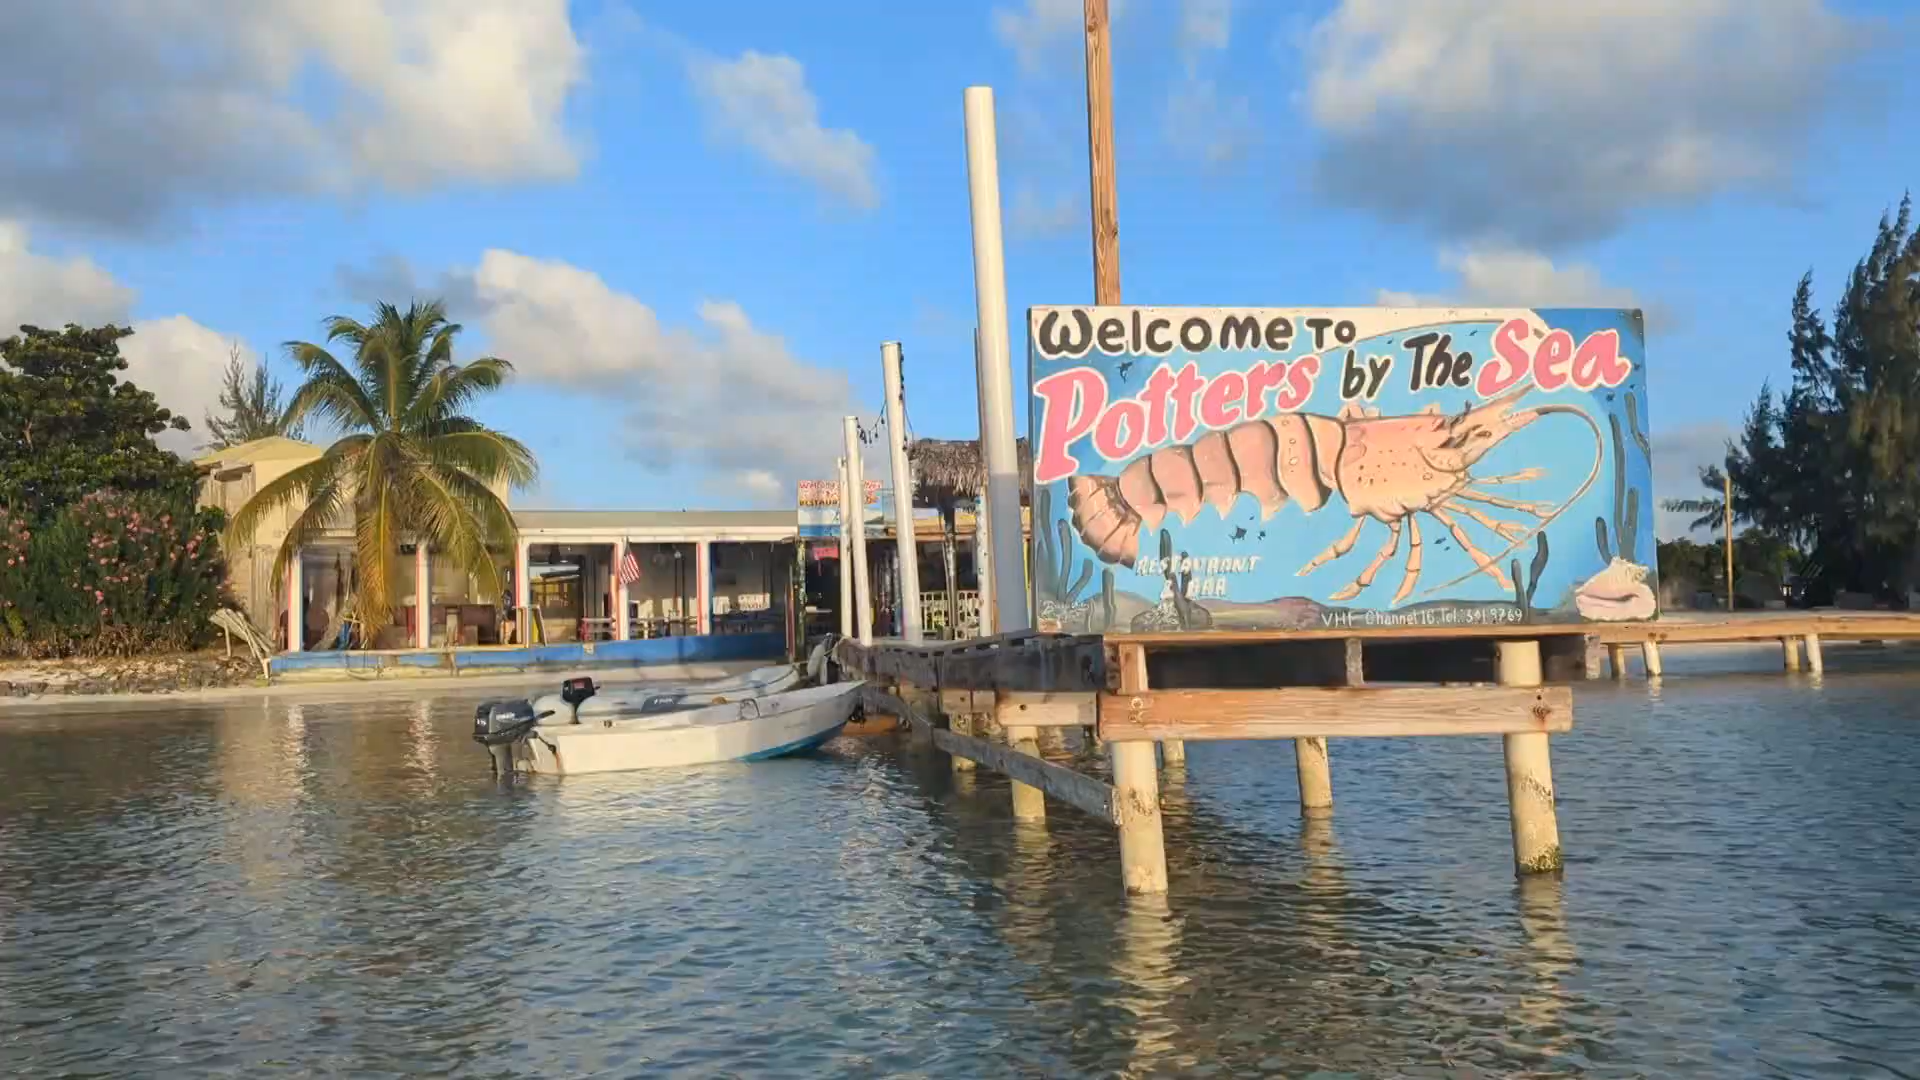 Welcome To
Potters by The Sea
RESTAURANT
& BAR
VHF Channel 16. Tel: 341 9769